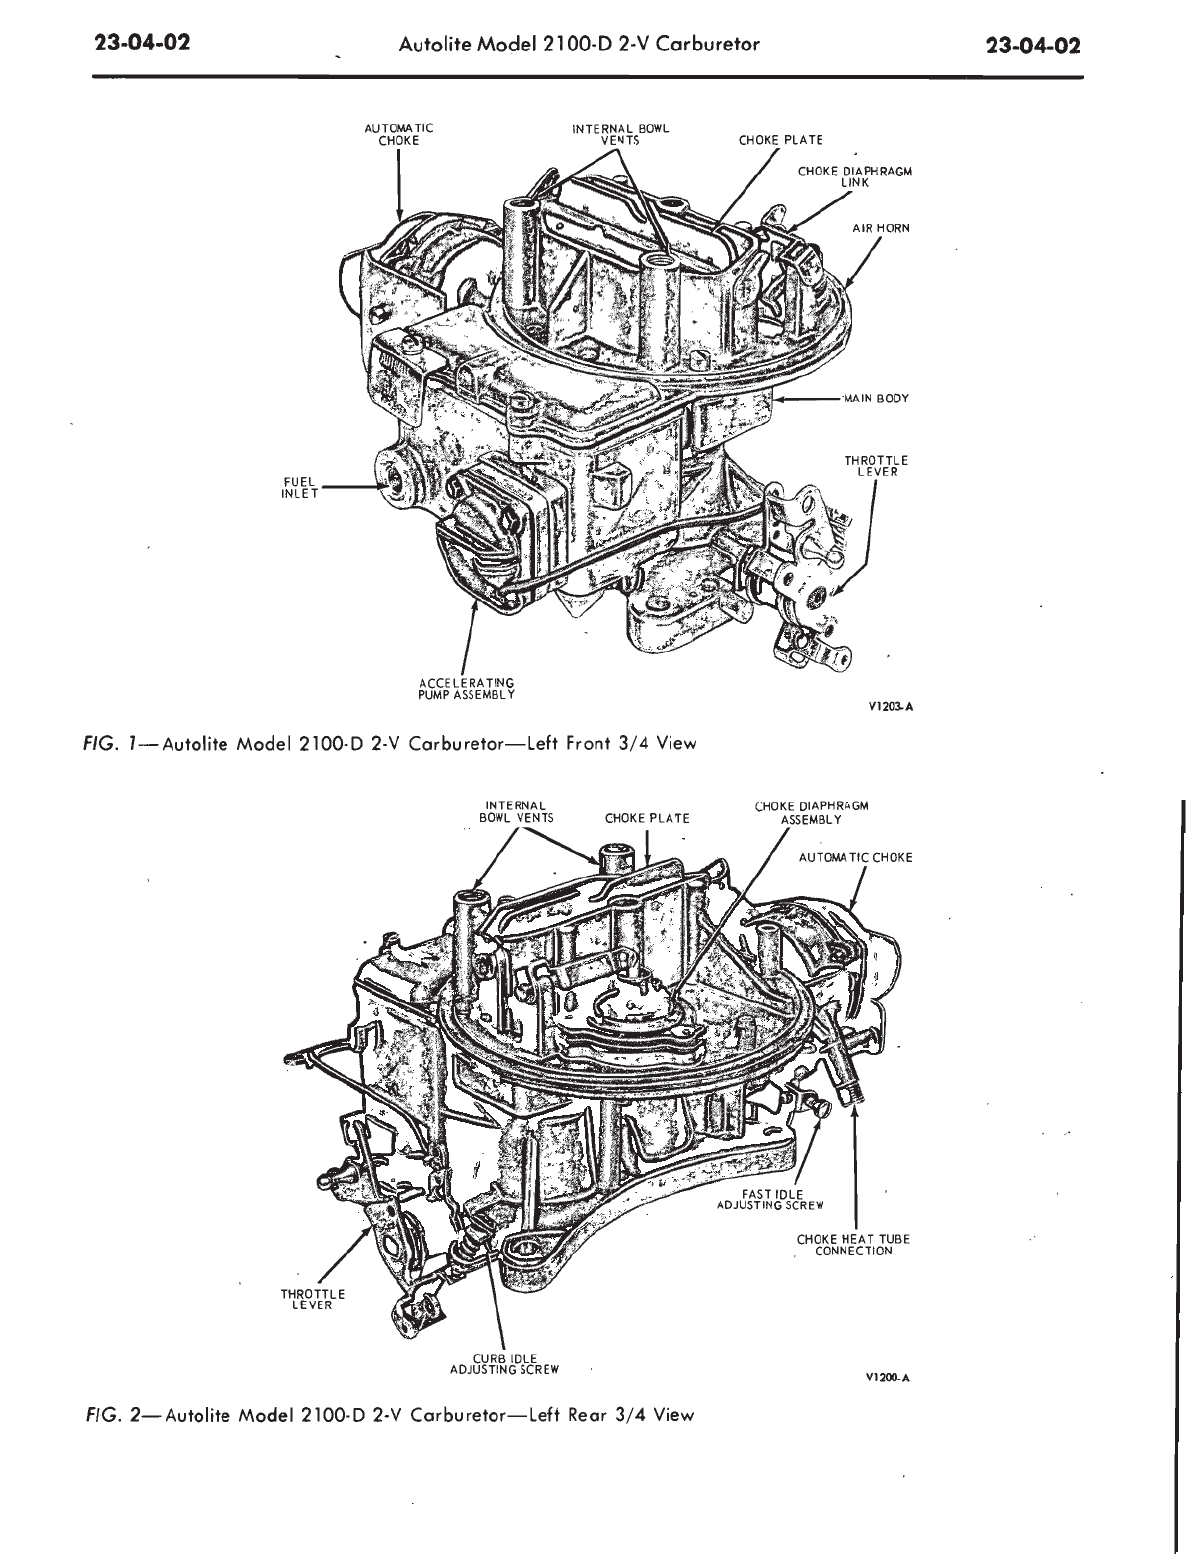 23-04-02 Autolite Model 2100-D 2-V Carburetor 23-04-02
AUTOMATIC
CHOKE
INTERNAL BOWL
VENTS
CHOKE PLATE
CHOKE DIAPHRAGM
LINK
AIR HORN
MAIN BODY
THROTTLE
LEVER
FUEL
INLET
ACCELERATING
PUMP ASSEMBLY
V1203-A
FIG. 1—Autolite Model 2100-D 2-V Carburetor—Left Front 3/4 View
INTERNAL
BOWL VENTS
CHOKE PLATE
CHOKE DIAPHRAGM
ASSEMBLY
AUTOMATIC CHOKE
FAST IDLE
ADJUSTING SCREW
CHOKE HEAT TUBE
CONNECTION
THROTTLE
LEVER
CURB IDLE
ADJUSTING SCREW
V1200-A
FIG. 2—Autolite Model 2100-D 2-V Carburetor—Left Rear 3/4 View